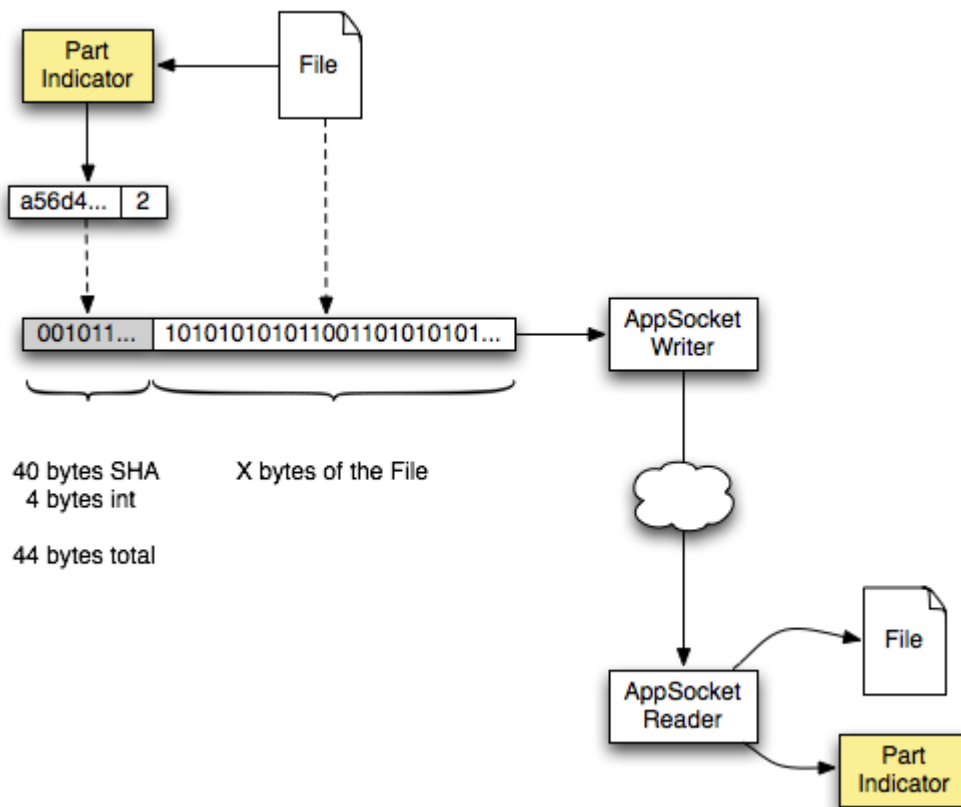 Part
Indicator
File
a56d4... 2
001011... 101010101011001101010101...
AppSocket
Writer
40 bytes SHA
4 bytes int
44 bytes total
X bytes of the File
File
AppSocket
Reader
Part
Indicator